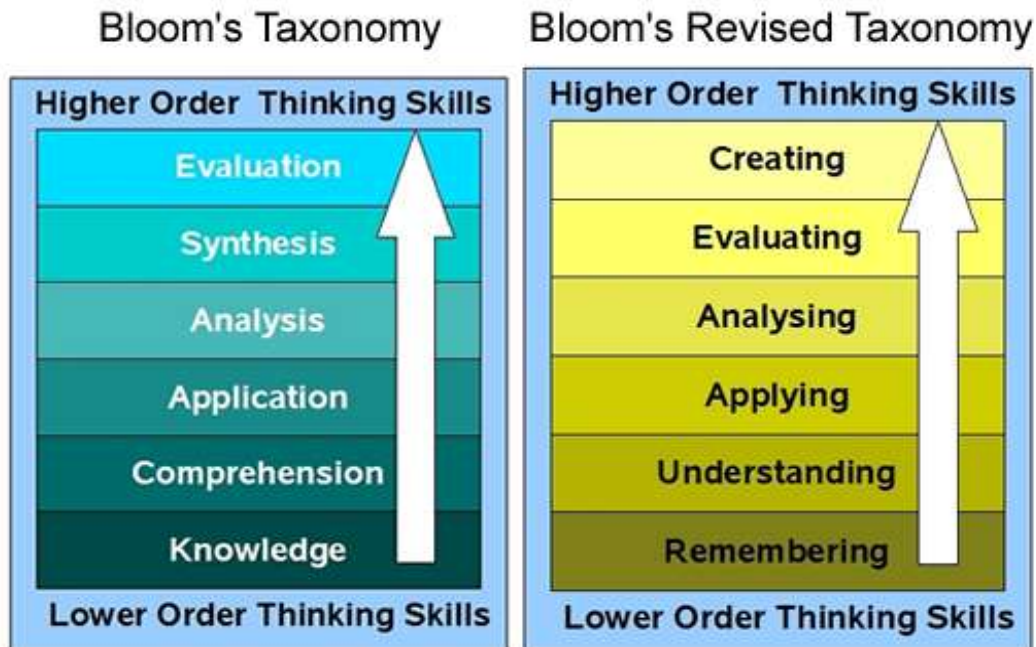 Bloom's Taxonomy
Higher Order Thinking Skills
Evaluation
Synthesis
Analysis
Application
Comprehension
Knowledge
Lower Order Thinking Skills
Bloom's Revised Taxonomy
Higher Order Thinking Skills
Creating
Evaluating
Analysing
Applying
Understanding
Remembering
Lower Order Thinking Skills